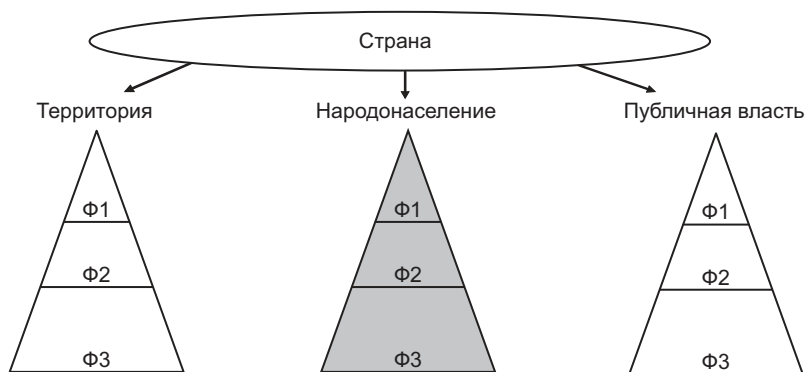 Страна
Территория
Народонаселение
Публичная власть
Ф1
Ф1
Ф1
Ф2
Ф2
Ф2
Ф3
Ф3
Ф3